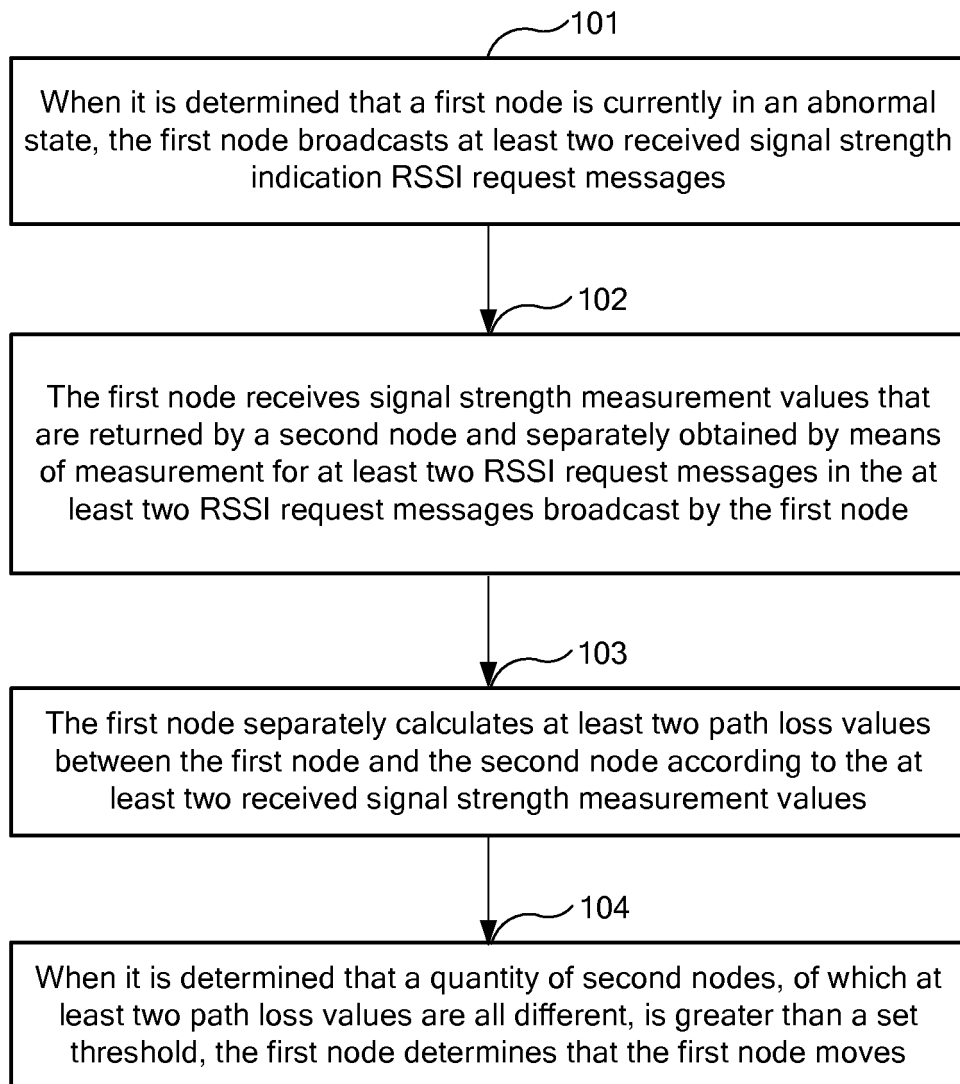 101
When it is determined that a first node is currently in an abnormal
state, the first node broadcasts at least two received signal strength
indication RSSI request messages
102
The first node receives signal strength measurement values that
are returned by a second node and separately obtained by means
of measurement for at least two RSSI request messages in the at
least two RSSI request messages broadcast by the first node
103
The first node separately calculates at least two path loss values
between the first node and the second node according to the at
least two received signal strength measurement values
104
When it is determined that a quantity of second nodes, of which at
least two path loss values are all different, is greater than a set
threshold, the first node determines that the first node moves